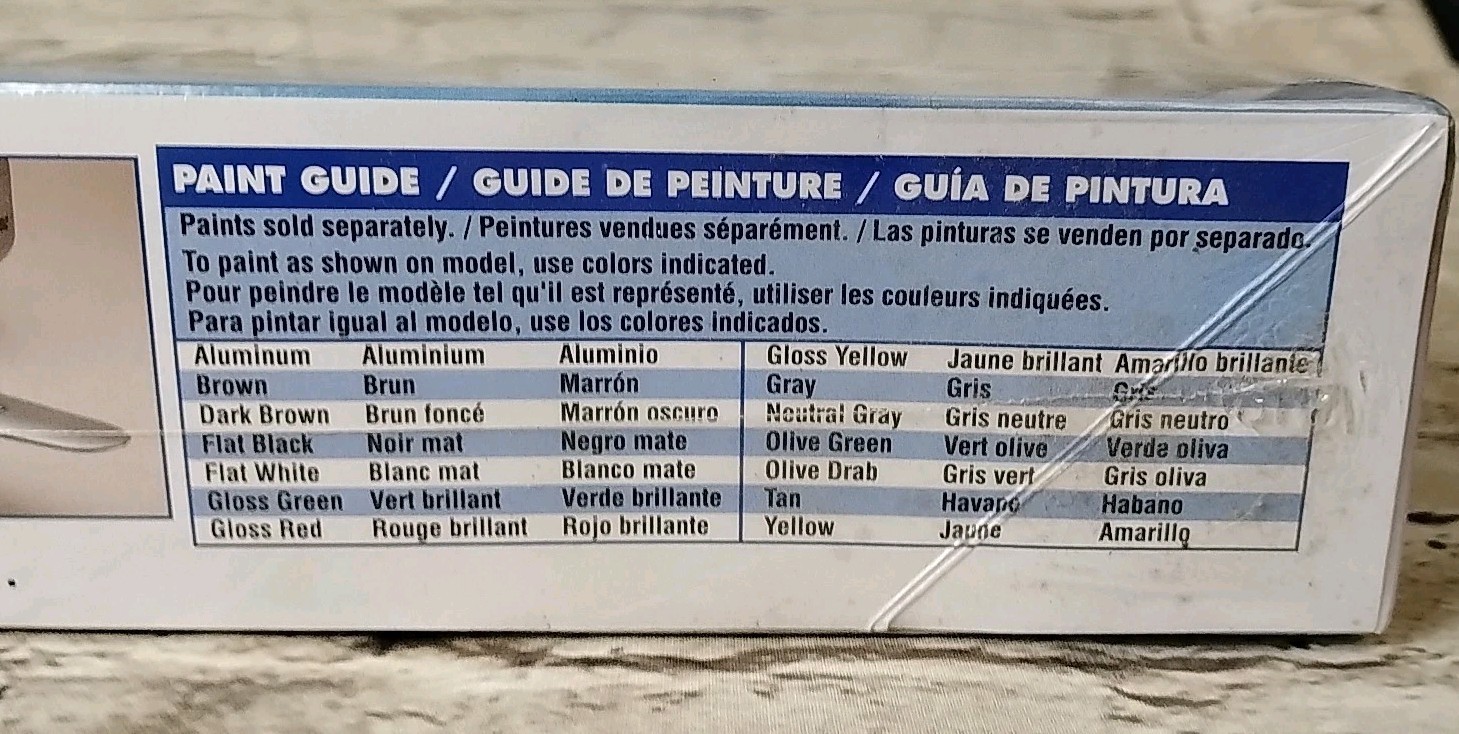 PAINT GUIDE / GUIDE DE PEINTURE / GUÍA DE PINTURA
Paints sold separately. / Peintures vendues séparément. / Las pinturas se venden por separado.
To paint as shown on model, use colors indicated.
Pour peindre le modèle tel qu'il est représenté, utiliser les couleurs indiquées.
Para pintar igual al modelo, use los colores indicados.
Aluminum Aluminium Aluminio Gloss Yellow Jaune brillant Amarillo brillante
Brown Brun Marrón Gray Gris Gris
Dark Brown Brun foncé Marrón oscuro Neutral Gray Gris neutre Gris neutro
Flat Black Noir mat Negro mate Olive Green Vert olive Verde oliva
Flat White Blanc mat Blanco mate Olive Drab Gris vert Gris oliva
Gloss Green Vert brillant Verde brillante Tan Havane Habano
Gloss Red Rouge brillant Rojo brillante Yellow Jaune Amarillo